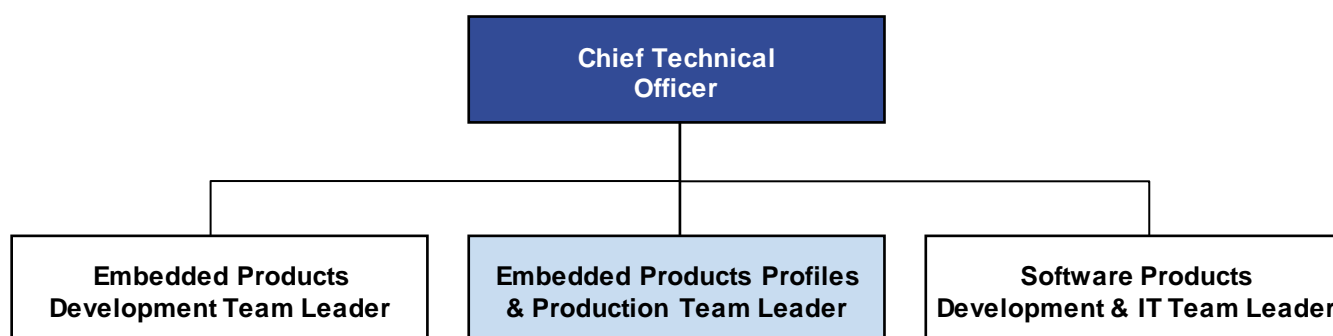 Chief Technical
Officer
Embedded Products
Development Team Leader
Embedded Products Profiles
& Production Team Leader
Software Products
Development & IT Team Leader